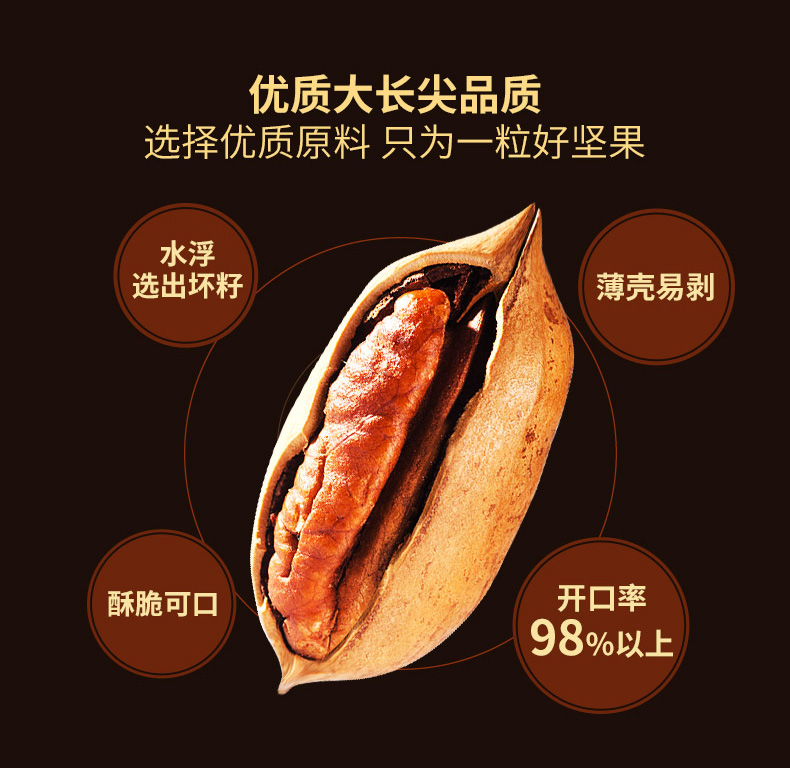 优质大长尖品质
选择优质原料 只为一粒好坚果
水浮
选出坏籽
薄壳易剥
酥脆可口
开口率
98%以上